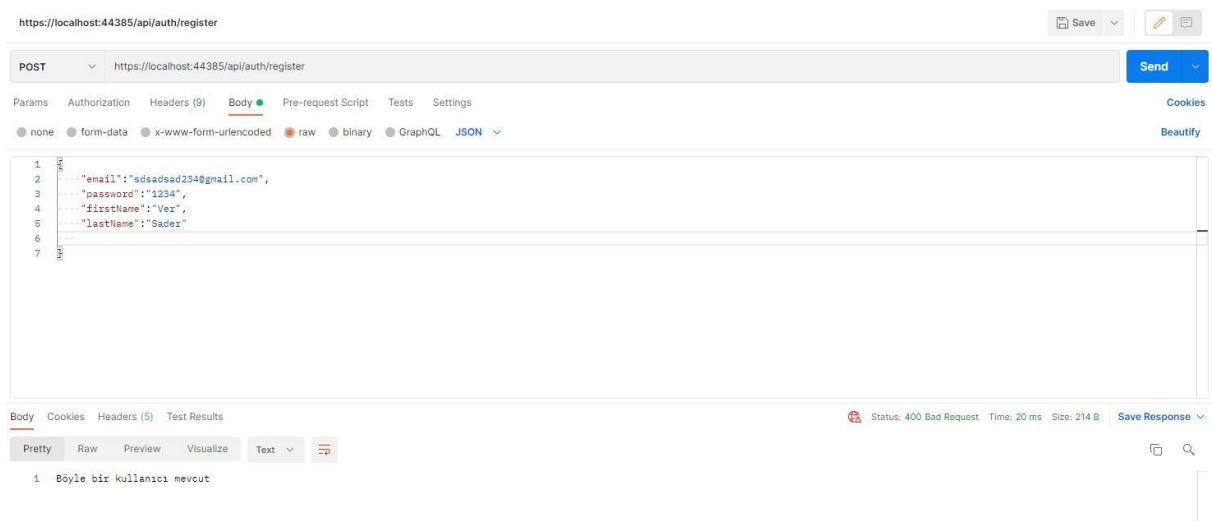 https://localhost:44385/api/auth/register Save
POST https://localhost:44385/api/auth/register Send
Params Authorization Headers (9) Body Pre-request Script Tests Settings Cookies
none form-data x-www-form-urlencoded raw binary GraphQL JSON Beautify
1 {
2 "email":"sdsadsad234@gmail.com",
3 "password":"1234",
4 "firstName":"Ver",
5 "lastName":"Sader"
6
7 }
Body Cookies Headers (5) Test Results Status: 400 Bad Request Time: 20 ms Size: 214 B Save Response
Pretty Raw Preview Visualize Text
1 Böyle bir kullanıcı mevcut